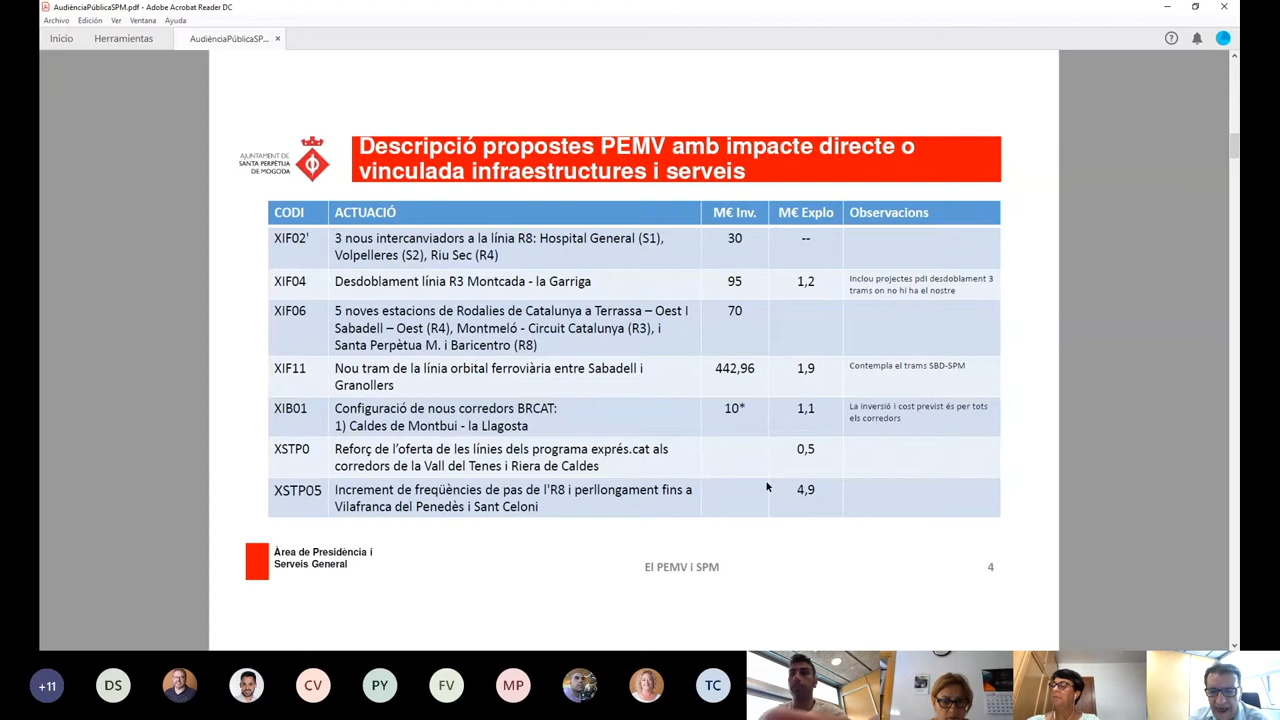 AudiènciaPúblicaSPM.pdf - Adobe Acrobat Reader DC
Archivo Edición Ver Ventana Ayuda
Inicio Herramientas AudiènciaPúblicaSP... ×
AJUNTAMENT DE
SANTA PERPÈTUA
DE MOGODA
Descripció propostes PEMV amb impacte directe o
vinculada infraestructures i serveis
CODI ACTUACIÓ M€ Inv. M€ Explo Observacions
XIF02' 3 nous intercanviadors a la línia R8: Hospital General (S1), 30 --
Volpelleres (S2), Riu Sec (R4)
XIF04 Desdoblament línia R3 Montcada - la Garriga 95 1,2 Inclou projectes pdI desdoblament 3
trams on no hi ha el nostre
XIF06 5 noves estacions de Rodalies de Catalunya a Terrassa – Oest I 70
Sabadell – Oest (R4), Montmeló - Circuit Catalunya (R3), i
Santa Perpètua M. i Baricentro (R8)
XIF11 Nou tram de la línia orbital ferroviària entre Sabadell i 442,96 1,9 Contempla el trams SBD-SPM
Granollers
XIB01 Configuració de nous corredors BRCAT: 10* 1,1 La inversió i cost previst és per tots
1) Caldes de Montbui - la Llagosta els corredors
XSTP0 Reforç de l'oferta de les línies dels programa exprés.cat als 0,5
corredors de la Vall del Tenes i Riera de Caldes
XSTP05 Increment de freqüències de pas de l'R8 i perllongament fins a 4,9
Vilafranca del Penedès i Sant Celoni
Àrea de Presidència i
Serveis General
El PEMV i SPM 4
+11 DS CV PY FV MP TC